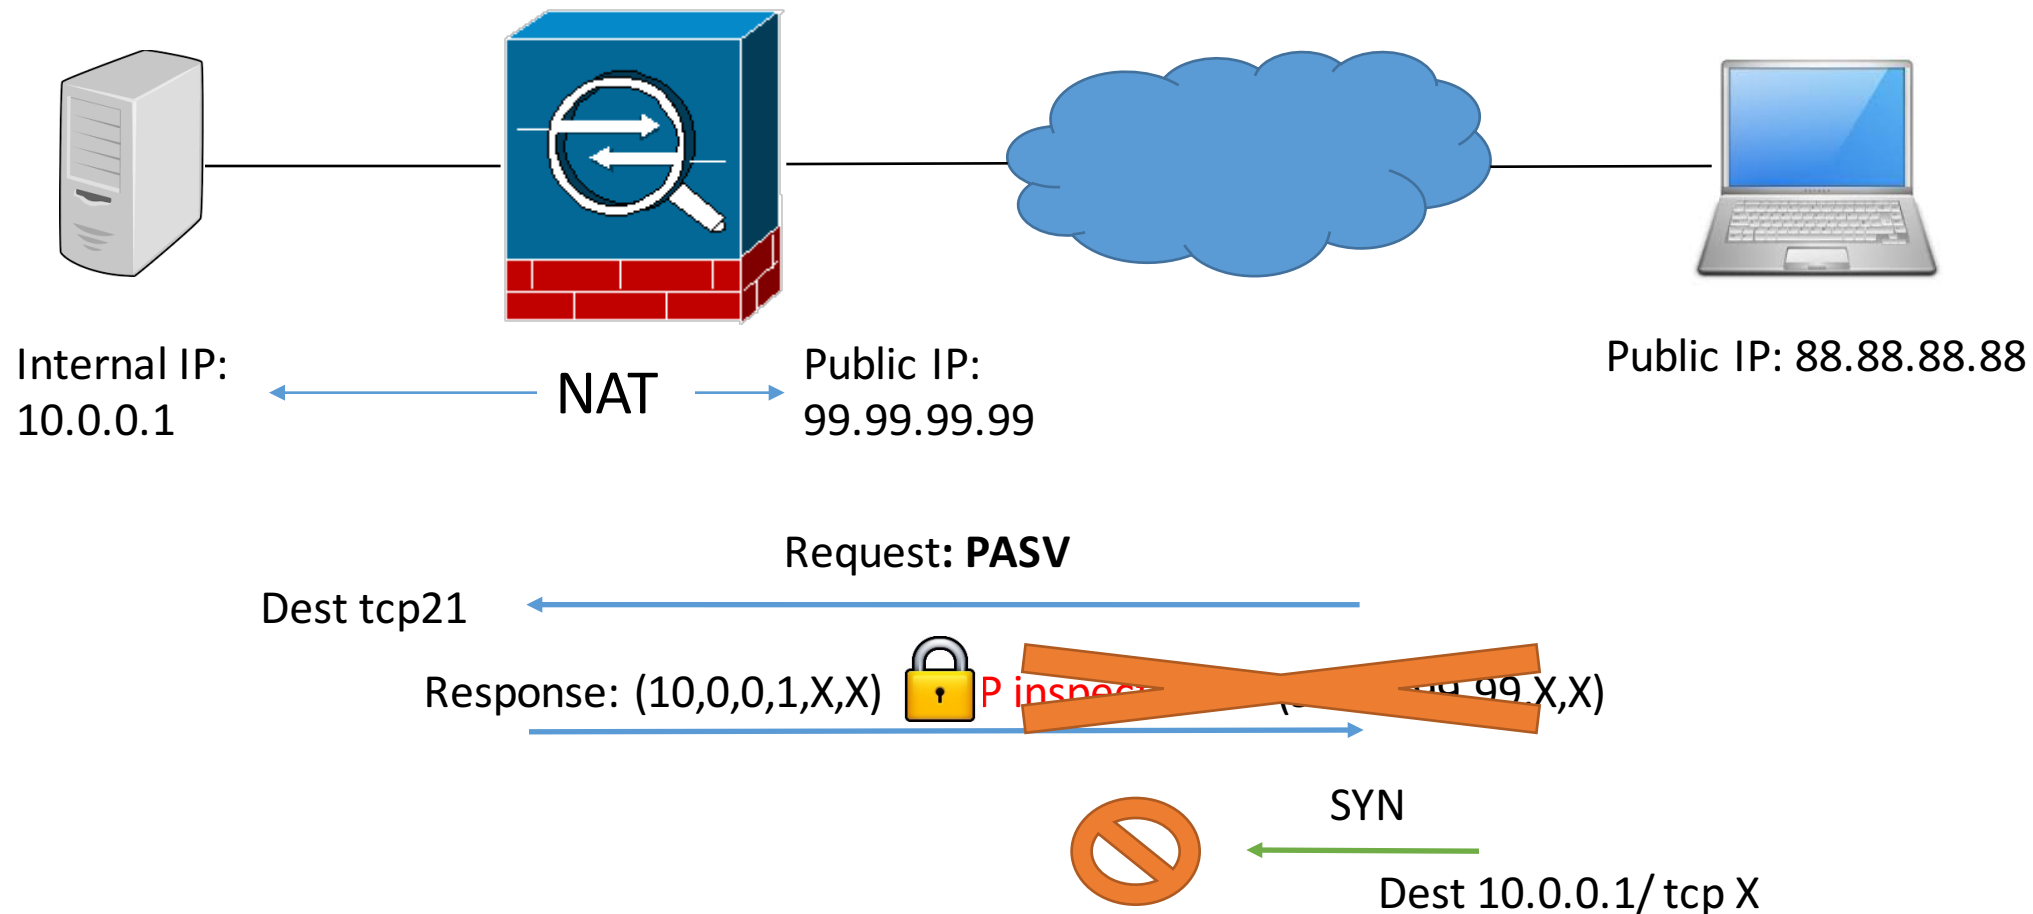 Internal IP:
10.0.0.1
NAT
Public IP:
99.99.99.99
Public IP: 88.88.88.88
Request: PASV
Dest tcp21
Response: (10,0,0,1,X,X) P X,X)
SYN
Dest 10.0.0.1/ tcp X